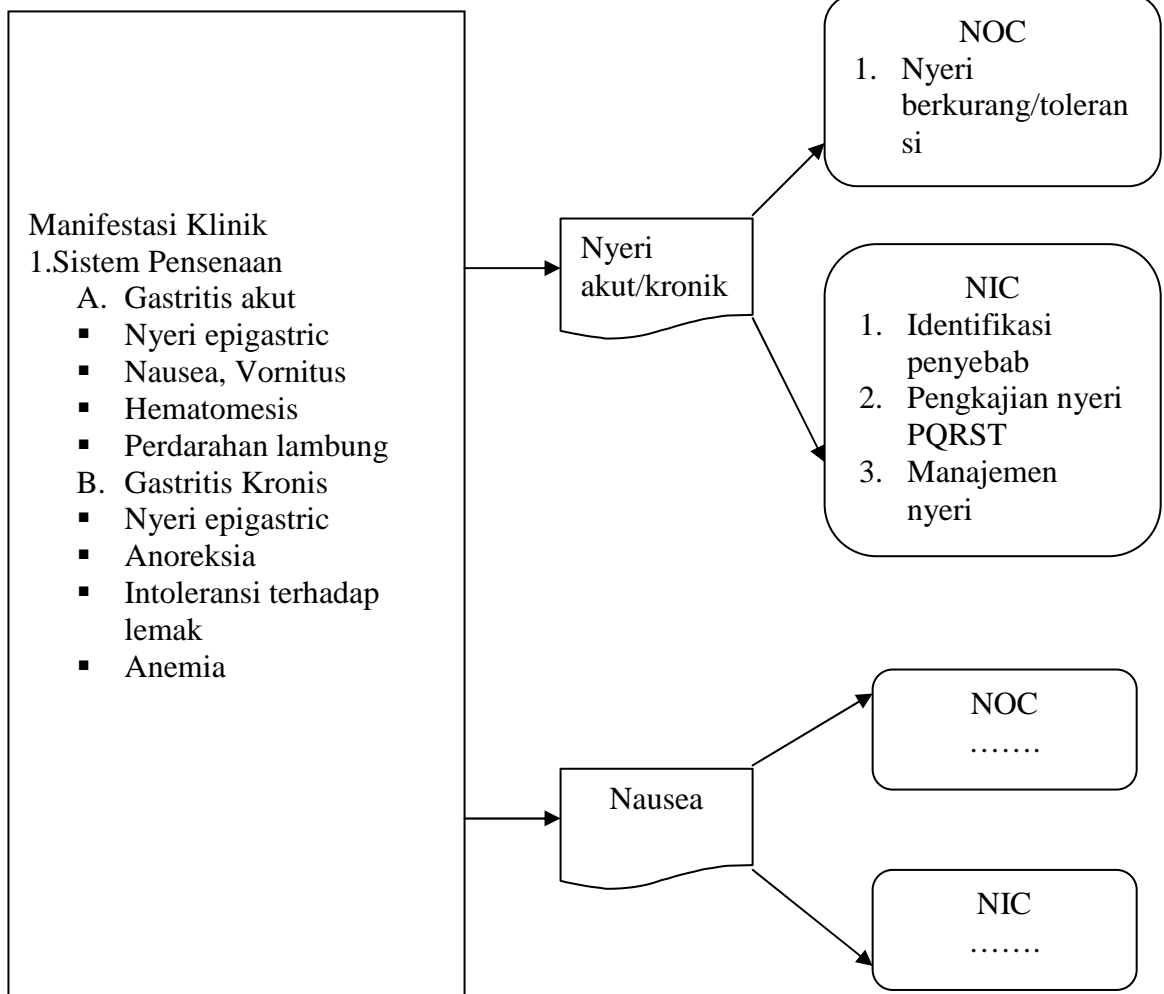 Manifestasi Klinik
1.Sistem Pensenaan
A. Gastritis akut
▪ Nyeri epigastric
▪ Nausea, Vornitus
▪ Hematomesis
▪ Perdarahan lambung
B. Gastritis Kronis
▪ Nyeri epigastric
▪ Anoreksia
▪ Intoleransi terhadap
lemak
▪ Anemia
Nyeri
akut/kronik
NOC
1. Nyeri
berkurang/toleran
si
NIC
1. Identifikasi
penyebab
2. Pengkajian nyeri
PQRST
3. Manajemen
nyeri
Nausea
NOC
.......
NIC
.......